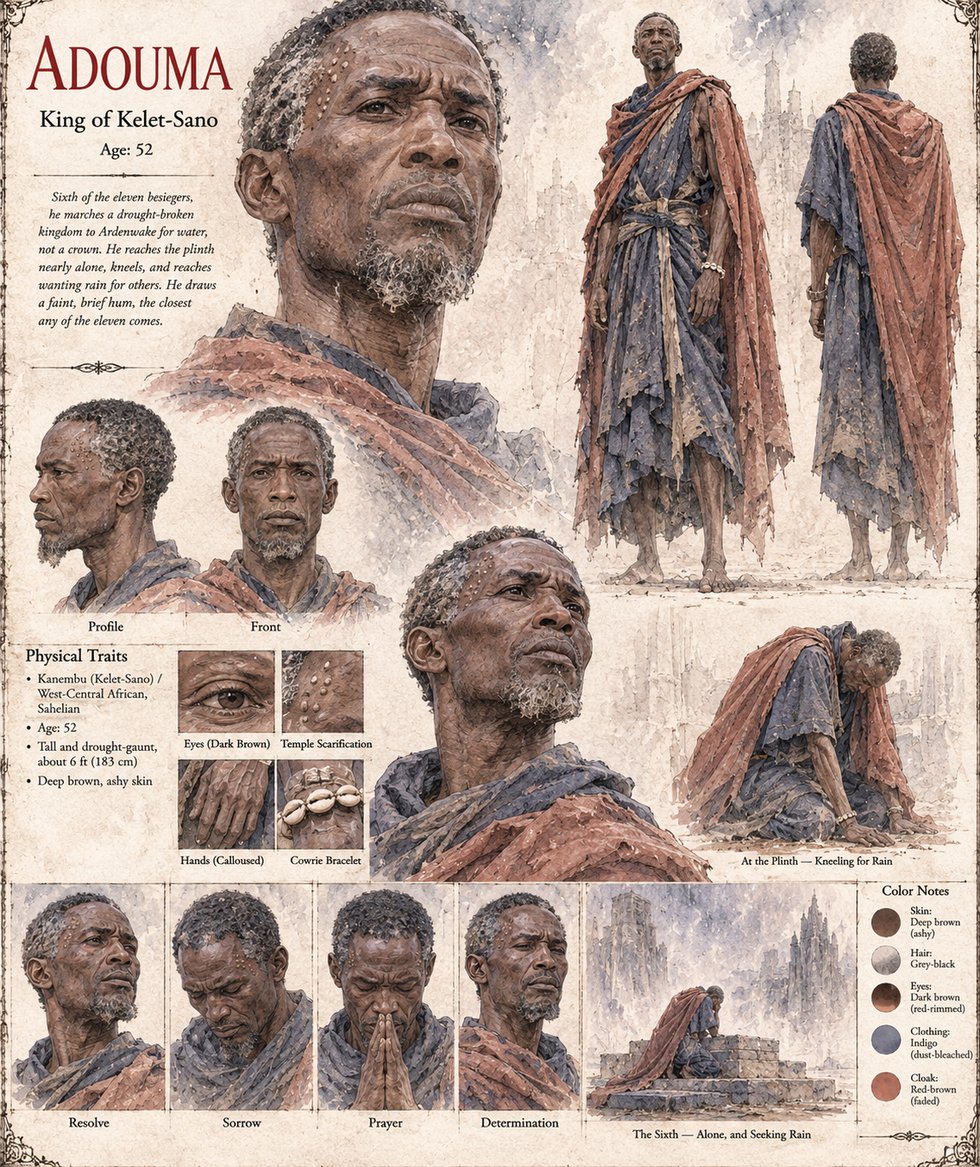 ADOUMA
King of Kelet-Sano
Age: 52
Sixth of the eleven besiegers,
he marches a drought-broken
kingdom to Ardenwake for water,
not a crown. He reaches the plinth
nearly alone, kneels, and reaches
wanting rain for others. He draws
a faint, brief hum, the closest
any of the eleven comes.
Profile
Front
Physical Traits
• Kanembu (Kelet-Sano) /
West-Central African,
Sahelian
• Age: 52
• Tall and drought-gaunt,
about 6 ft (183 cm)
• Deep brown, ashy skin
Eyes (Dark Brown)
Temple Scarification
Hands (Calloused)
Cowrie Bracelet
At the Plinth — Kneeling for Rain
Resolve
Sorrow
Prayer
Determination
The Sixth — Alone, and Seeking Rain
Color Notes
Skin:
Deep brown
(ashy)
Hair:
Grey-black
Eyes:
Dark brown
(red-rimmed)
Clothing:
Indigo
(dust-bleached)
Cloak:
Red-brown
(faded)